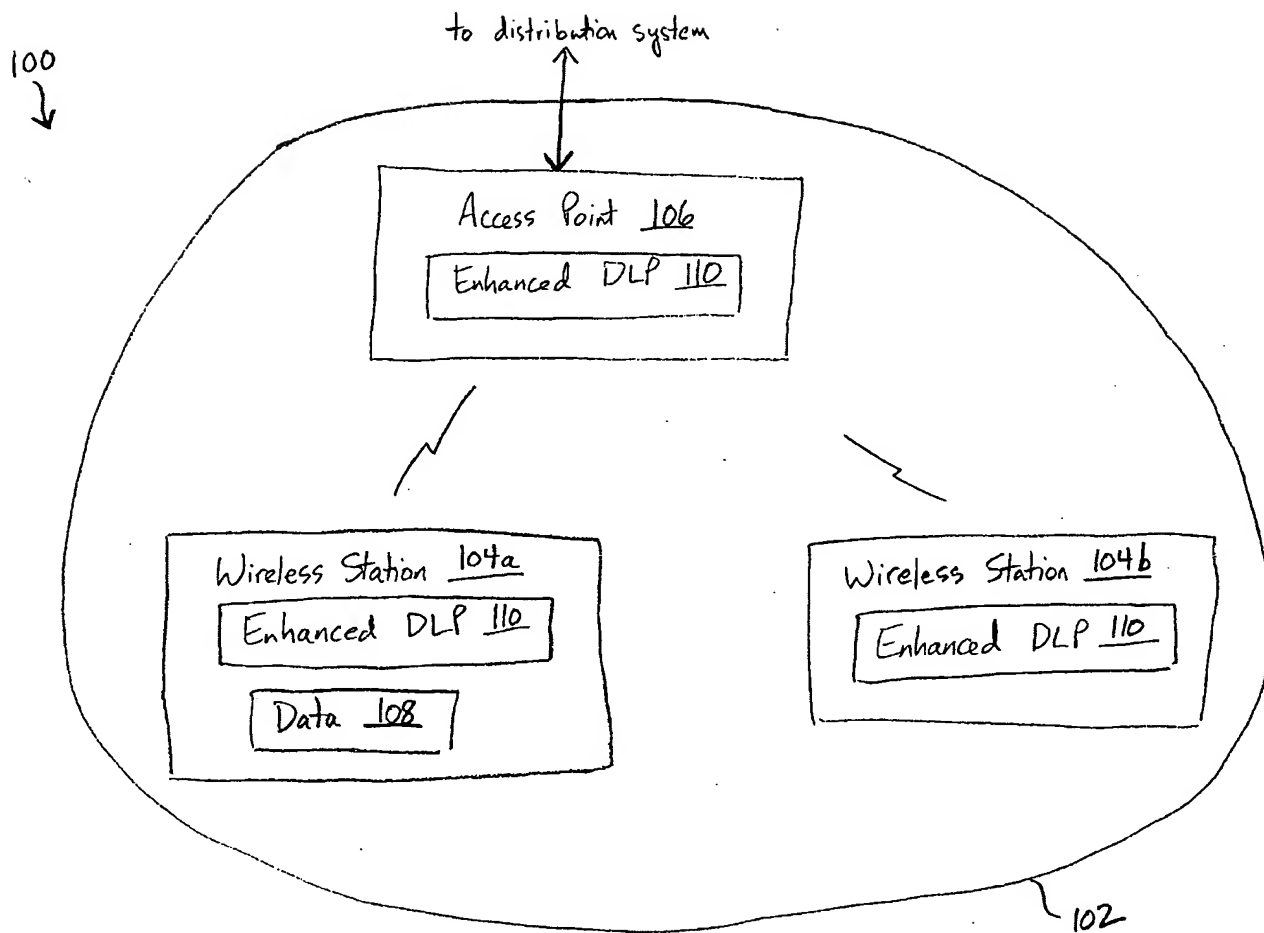 to distribution system
100
Access Point 106
Enhanced DLP 110
Wireless Station 104a
Enhanced DLP 110
Data 108
Wireless Station 104b
Enhanced DLP 110
102